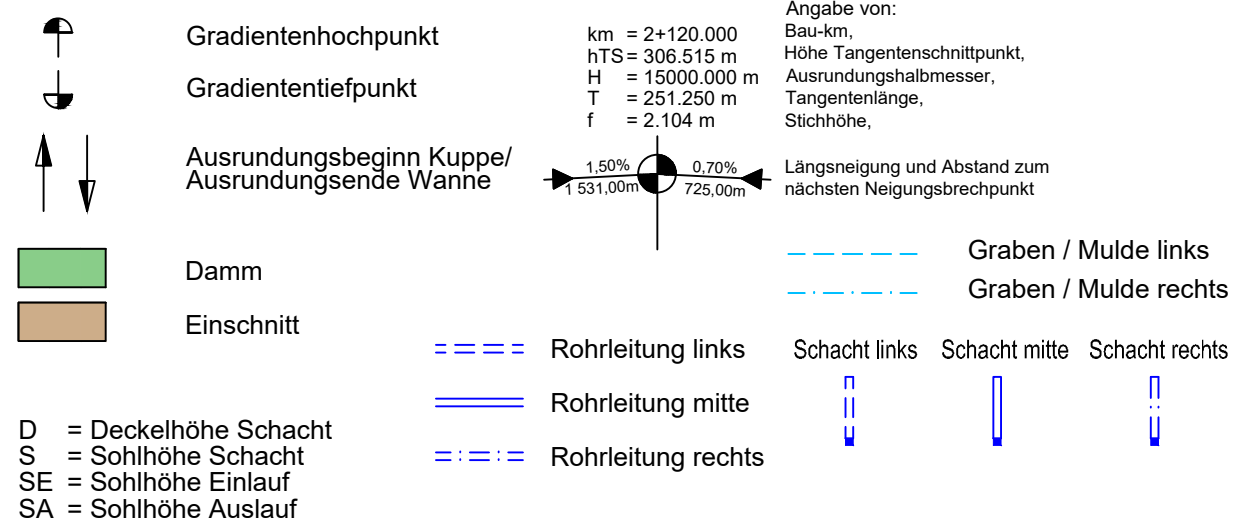 Gradientenhochpunkt
Gradiententiefpunkt
Ausrundungsbeginn Kuppe/
Ausrundungsende Wanne
Damm
Einschnitt
D = Deckelhöhe Schacht
S = Sohlhöhe Schacht
SE = Sohlhöhe Einlauf
SA = Sohlhöhe Auslauf
km = 2+120.000
hTS = 306.515 m
H = 15000.000 m
T = 251.250 m
f = 2.104 m
1,50% 0,70%
1 531,00m 725,00m
Angabe von:
Bau-km,
Höhe Tangentenschnittpunkt,
Ausrundungshalbmesser,
Tangentenlänge,
Stichhöhe,
Längsneigung und Abstand zum
nächsten Neigungsbrechpunkt
Graben / Mulde links
Graben / Mulde rechts
Rohrleitung links
Rohrleitung mitte
Rohrleitung rechts
Schacht links Schacht mitte Schacht rechts